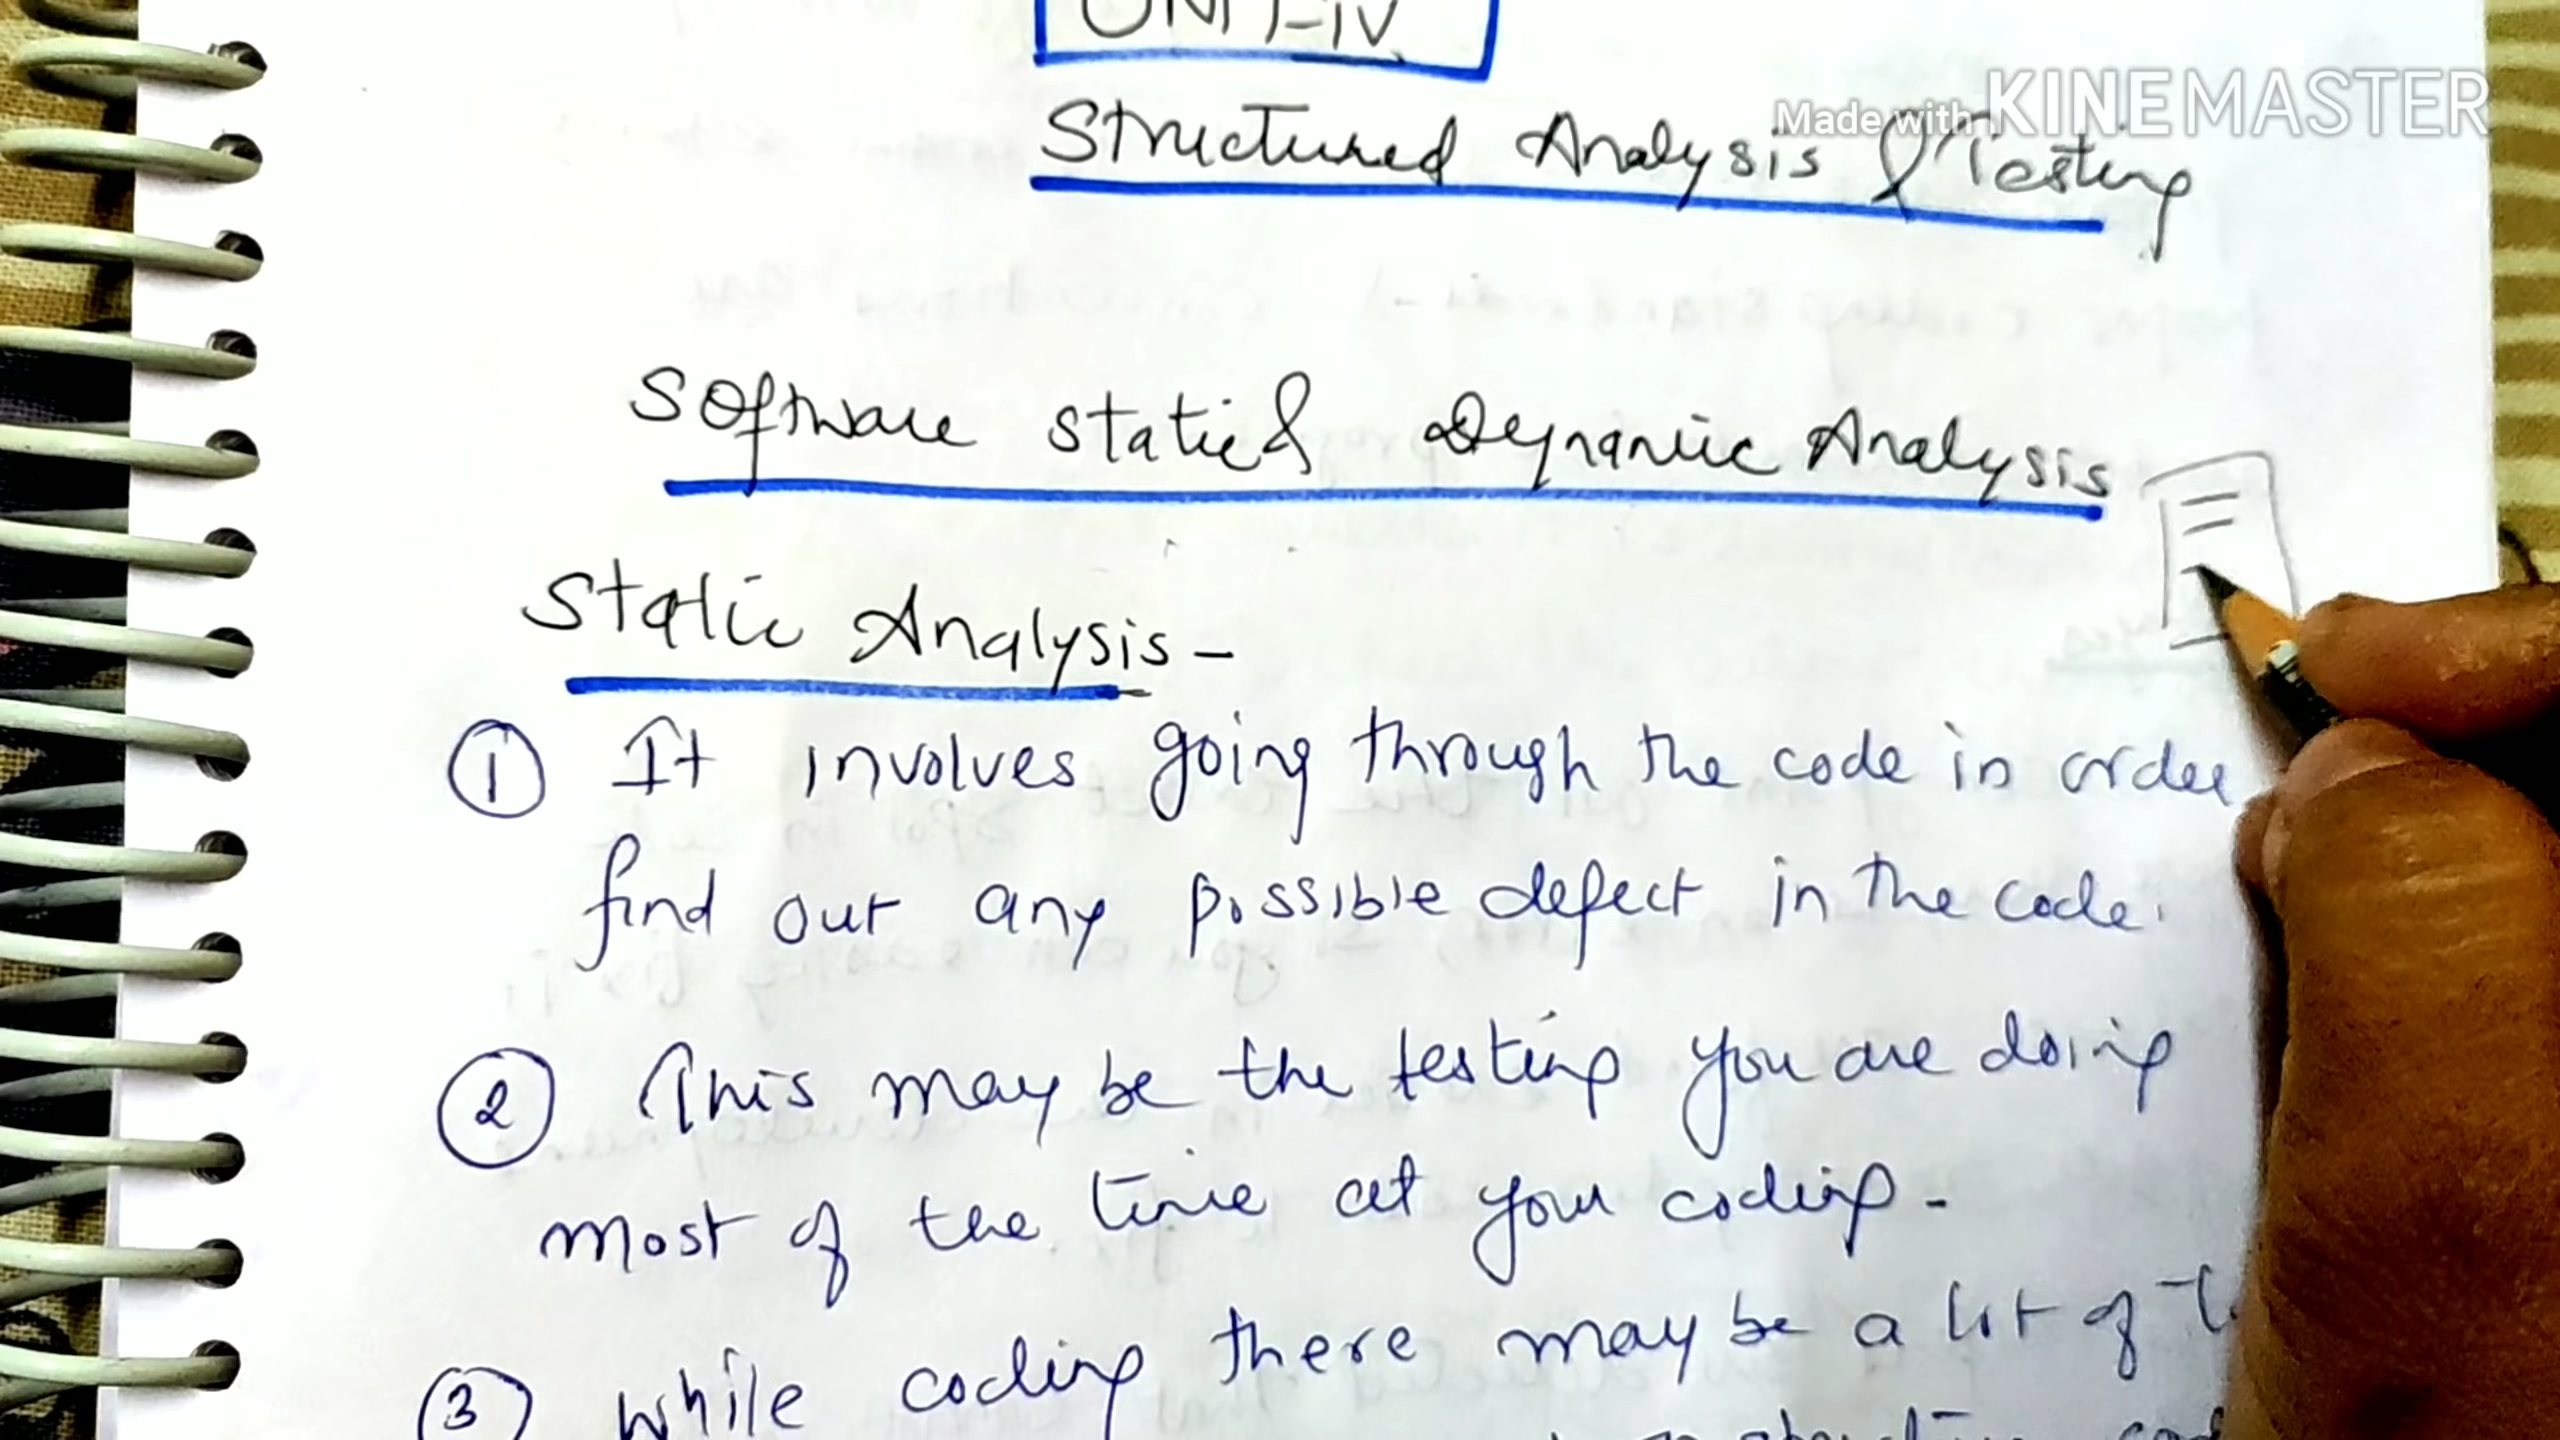 UNIT-IV
Made with KINEMASTER
Structured Analysis & Testing
Software static & Dynamic Analysis
Static Analysis -
① It involves going through the code in order
find out any possible defect in the code.
② This may be the testing you are doing
most of the time at your coding -
③ While coding there may be a lot of